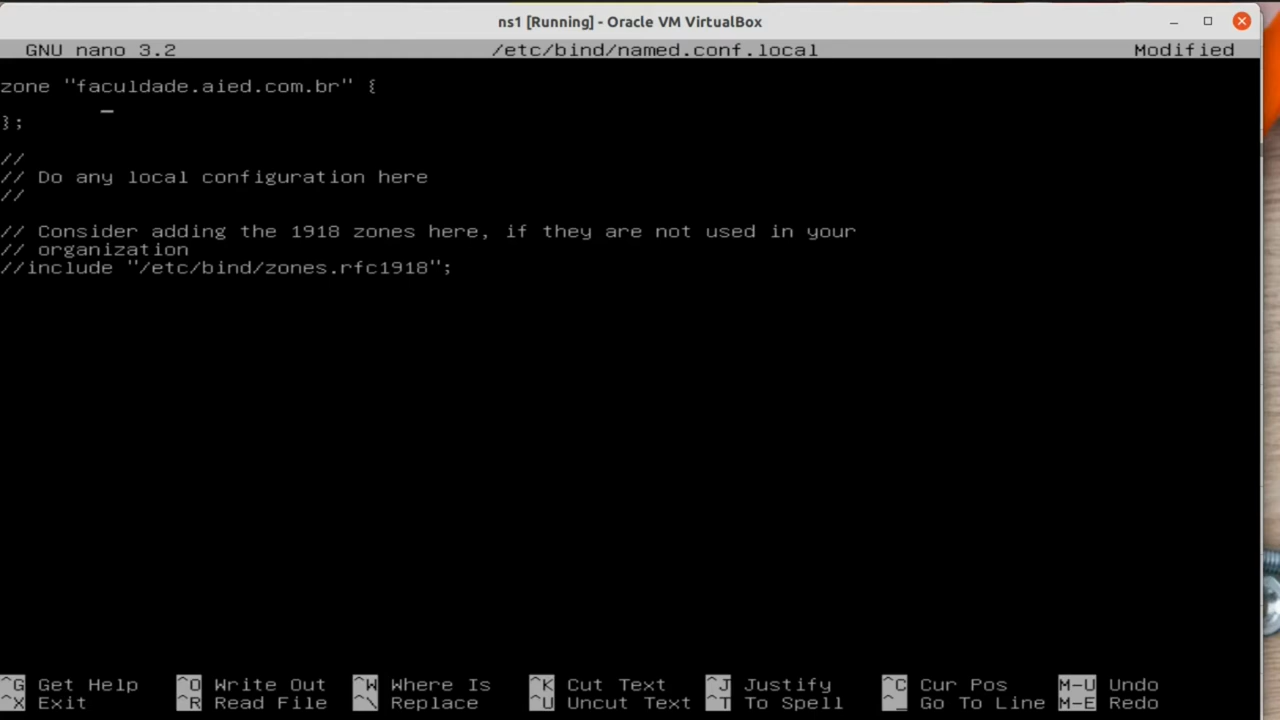 ns1 [Running] - Oracle VM VirtualBox
GNU nano 3.2 /etc/bind/named.conf.local Modified
zone "faculdade.aied.com.br" {
_
};
//
// Do any local configuration here
//
// Consider adding the 1918 zones here, if they are not used in your
// organization
//include "/etc/bind/zones.rfc1918";
^G Get Help ^O Write Out ^W Where Is ^K Cut Text ^J Justify ^C Cur Pos M-U Undo
^X Exit ^R Read File ^\ Replace ^U Uncut Text ^T To Spell ^_ Go To Line M-E Redo